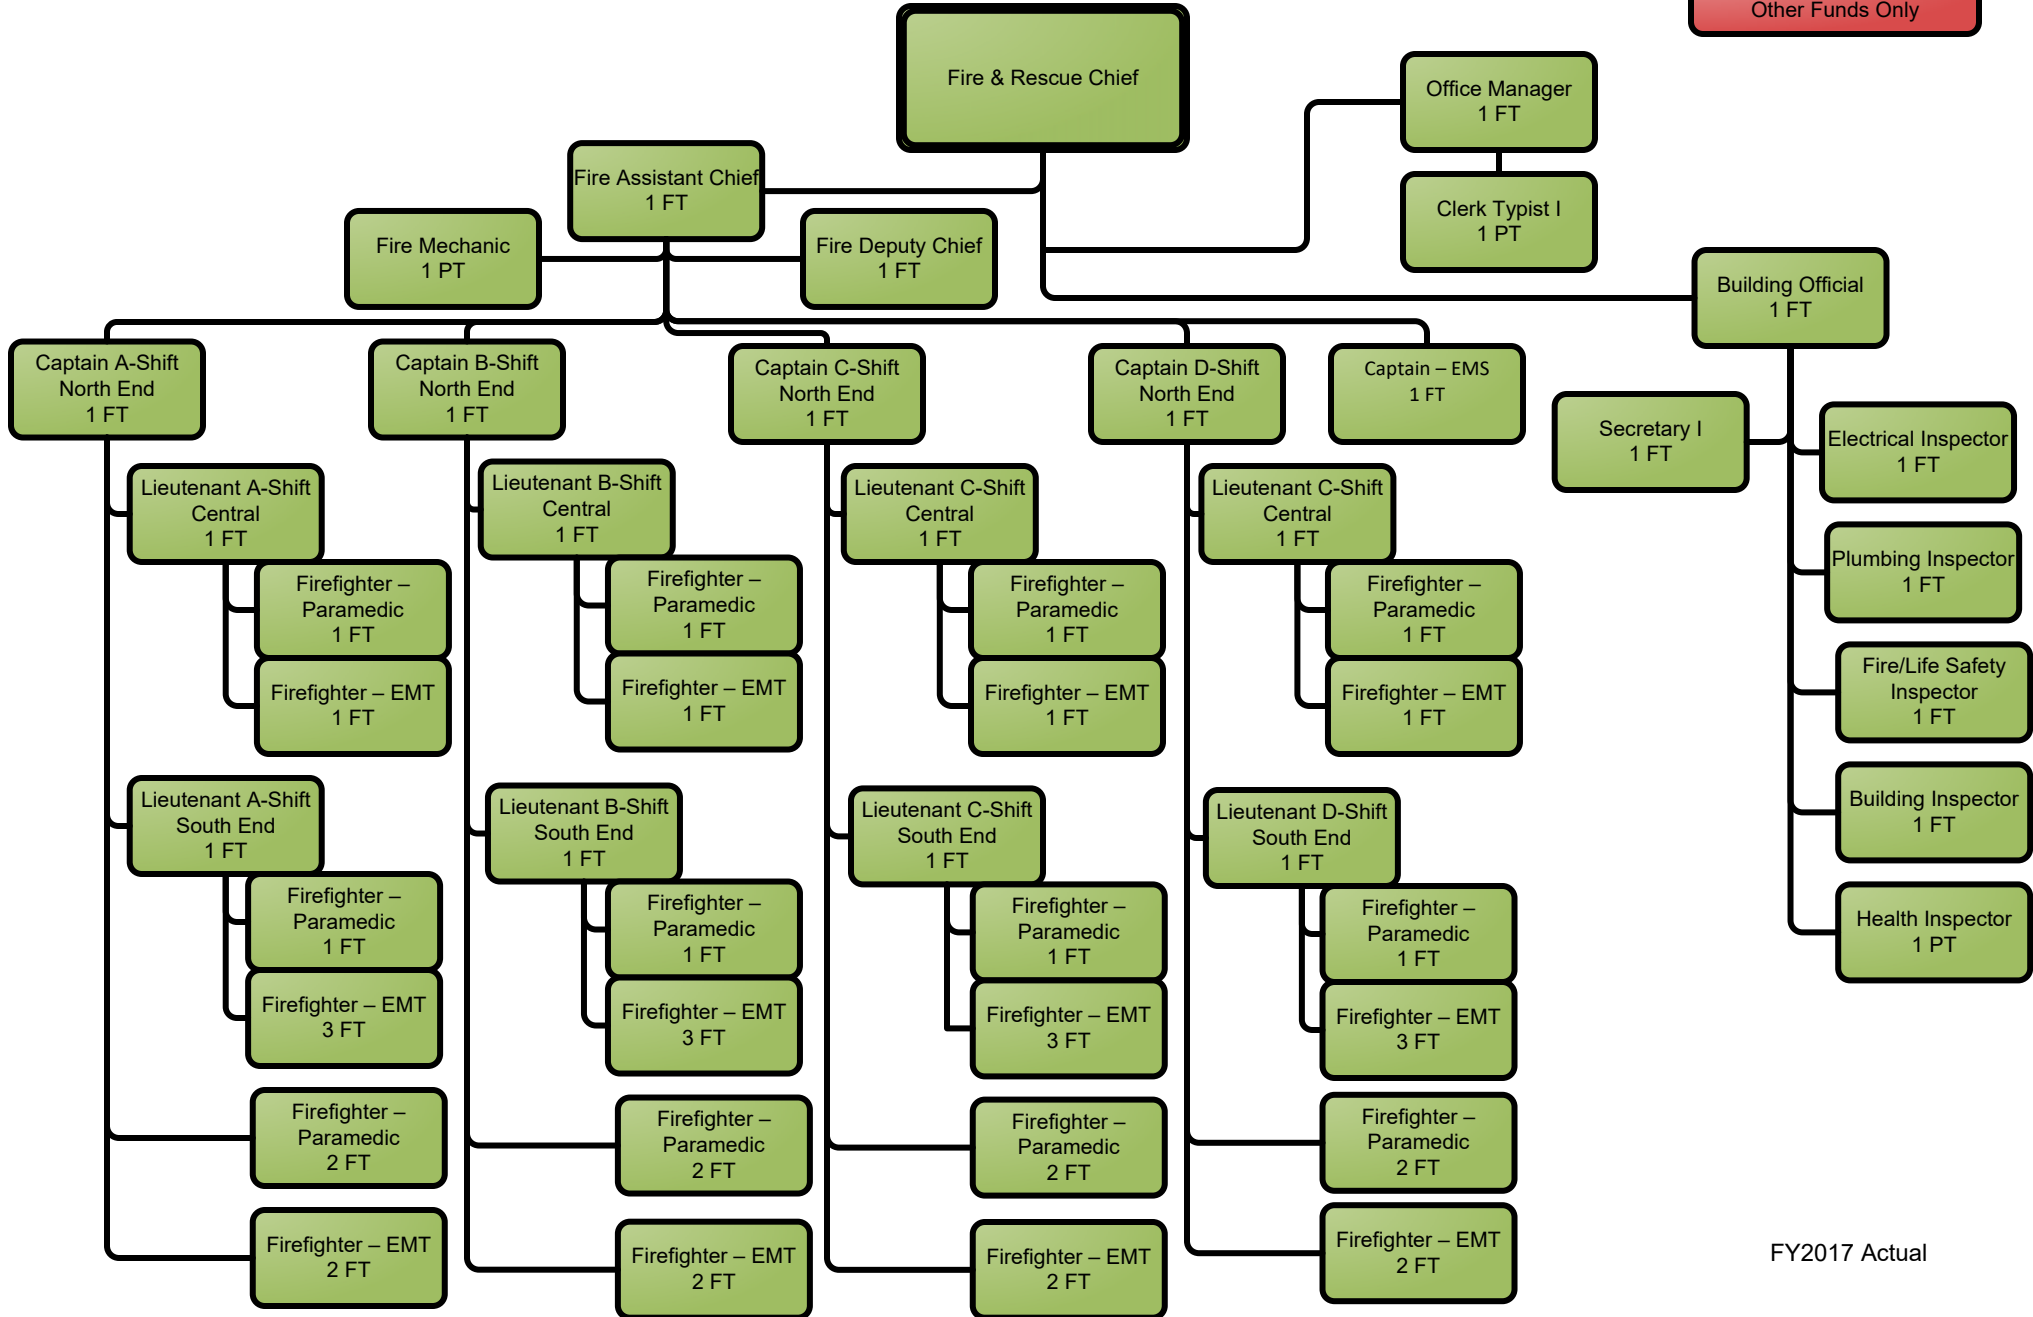 Other Funds Only
Fire & Rescue Chief
Office Manager
1 FT
Clerk Typist I
1 PT
Fire Assistant Chief
1 FT
Fire Mechanic
1 PT
Fire Deputy Chief
1 FT
Building Official
1 FT
Captain A-Shift
North End
1 FT
Captain B-Shift
North End
1 FT
Captain C-Shift
North End
1 FT
Captain D-Shift
North End
1 FT
Captain – EMS
1 FT
Secretary I
1 FT
Electrical Inspector
1 FT
Plumbing Inspector
1 FT
Fire/Life Safety
Inspector
1 FT
Building Inspector
1 FT
Health Inspector
1 PT
Lieutenant A-Shift
Central
1 FT
Firefighter –
Paramedic
1 FT
Firefighter – EMT
1 FT
Lieutenant A-Shift
South End
1 FT
Firefighter –
Paramedic
1 FT
Firefighter – EMT
3 FT
Firefighter –
Paramedic
2 FT
Firefighter – EMT
2 FT
Lieutenant B-Shift
Central
1 FT
Firefighter –
Paramedic
1 FT
Firefighter – EMT
1 FT
Lieutenant B-Shift
South End
1 FT
Firefighter –
Paramedic
1 FT
Firefighter – EMT
3 FT
Firefighter –
Paramedic
2 FT
Firefighter – EMT
2 FT
Lieutenant C-Shift
Central
1 FT
Firefighter –
Paramedic
1 FT
Firefighter – EMT
1 FT
Lieutenant C-Shift
South End
1 FT
Firefighter –
Paramedic
1 FT
Firefighter – EMT
3 FT
Firefighter –
Paramedic
2 FT
Firefighter – EMT
2 FT
Lieutenant C-Shift
Central
1 FT
Firefighter –
Paramedic
1 FT
Firefighter – EMT
1 FT
Lieutenant D-Shift
South End
1 FT
Firefighter –
Paramedic
1 FT
Firefighter – EMT
3 FT
Firefighter –
Paramedic
2 FT
Firefighter – EMT
2 FT
FY2017 Actual